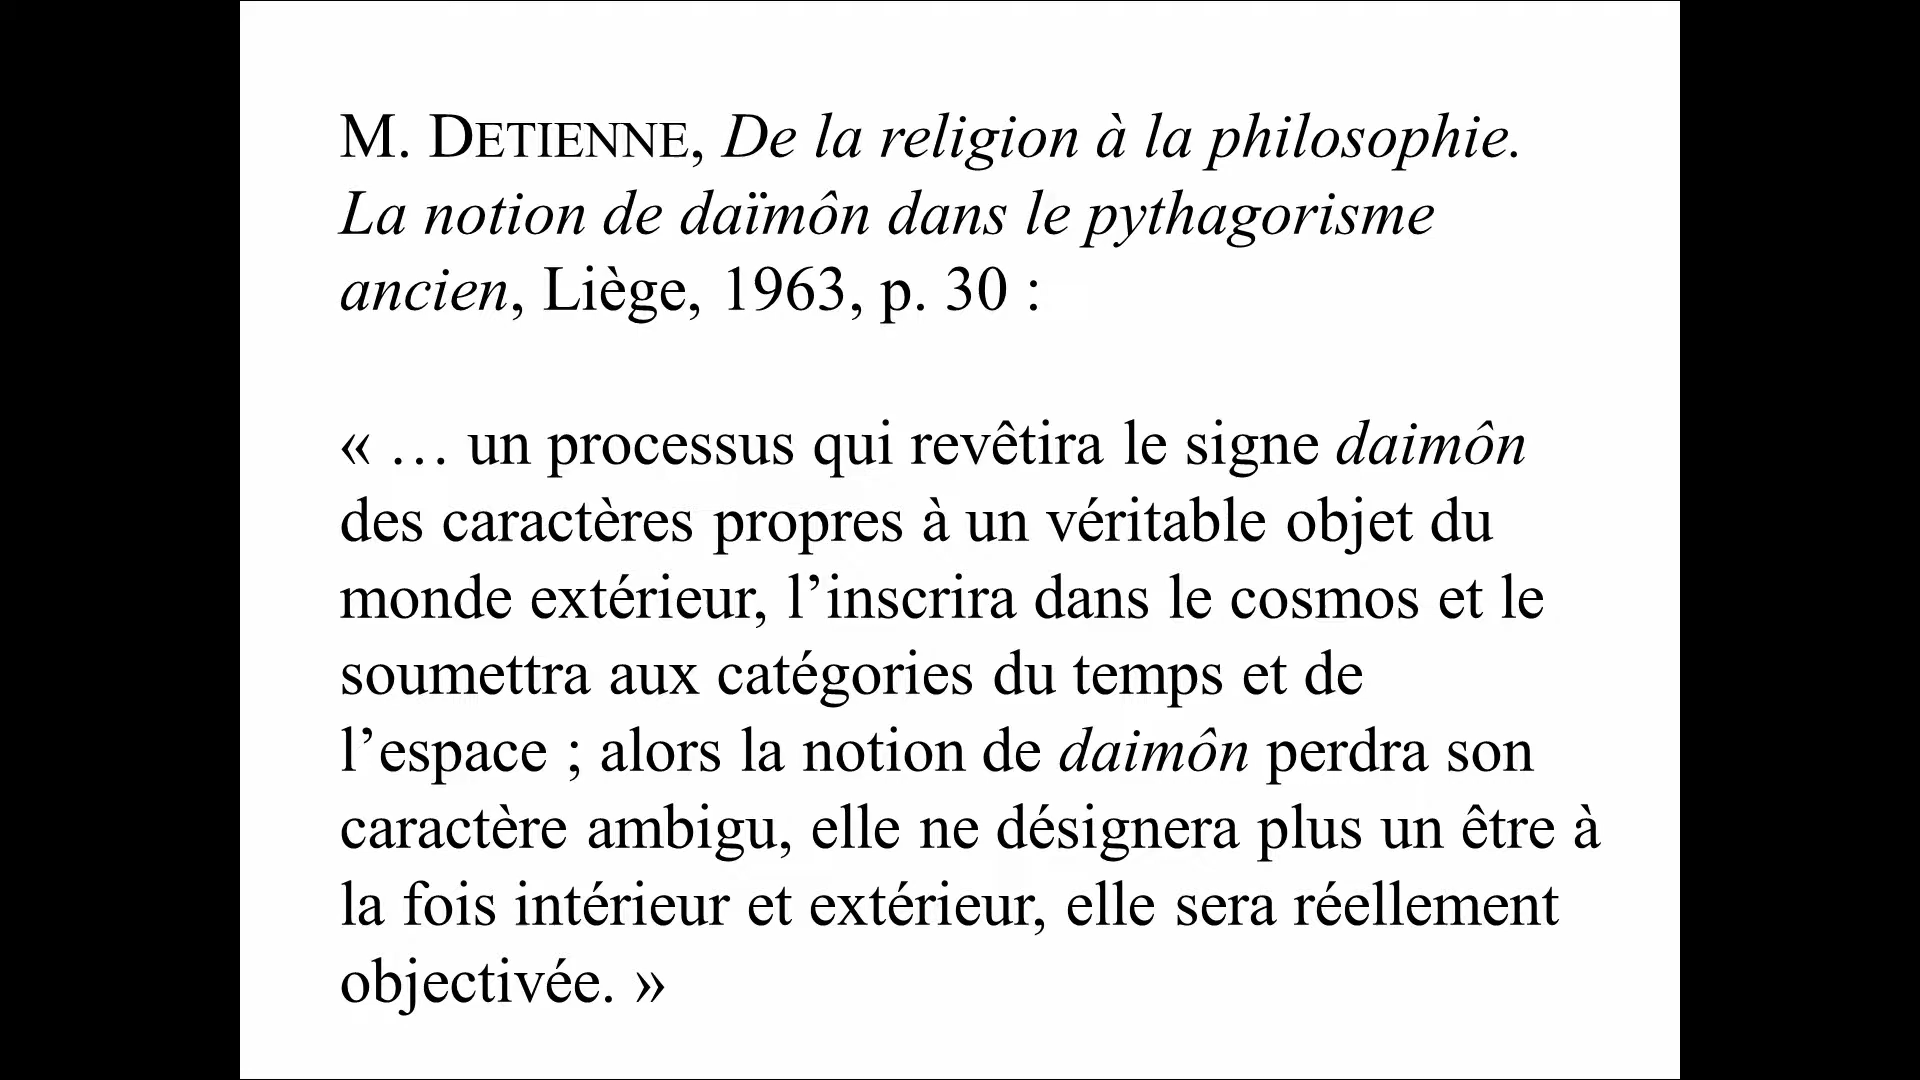 M. DETIENNE, De la religion à la philosophie.
La notion de daïmôn dans le pythagorisme
ancien, Liège, 1963, p. 30 :
« … un processus qui revêtira le signe daimôn
des caractères propres à un véritable objet du
monde extérieur, l’inscrira dans le cosmos et le
soumettra aux catégories du temps et de
l’espace ; alors la notion de daimôn perdra son
caractère ambigu, elle ne désignera plus un être à
la fois intérieur et extérieur, elle sera réellement
objectivée. »